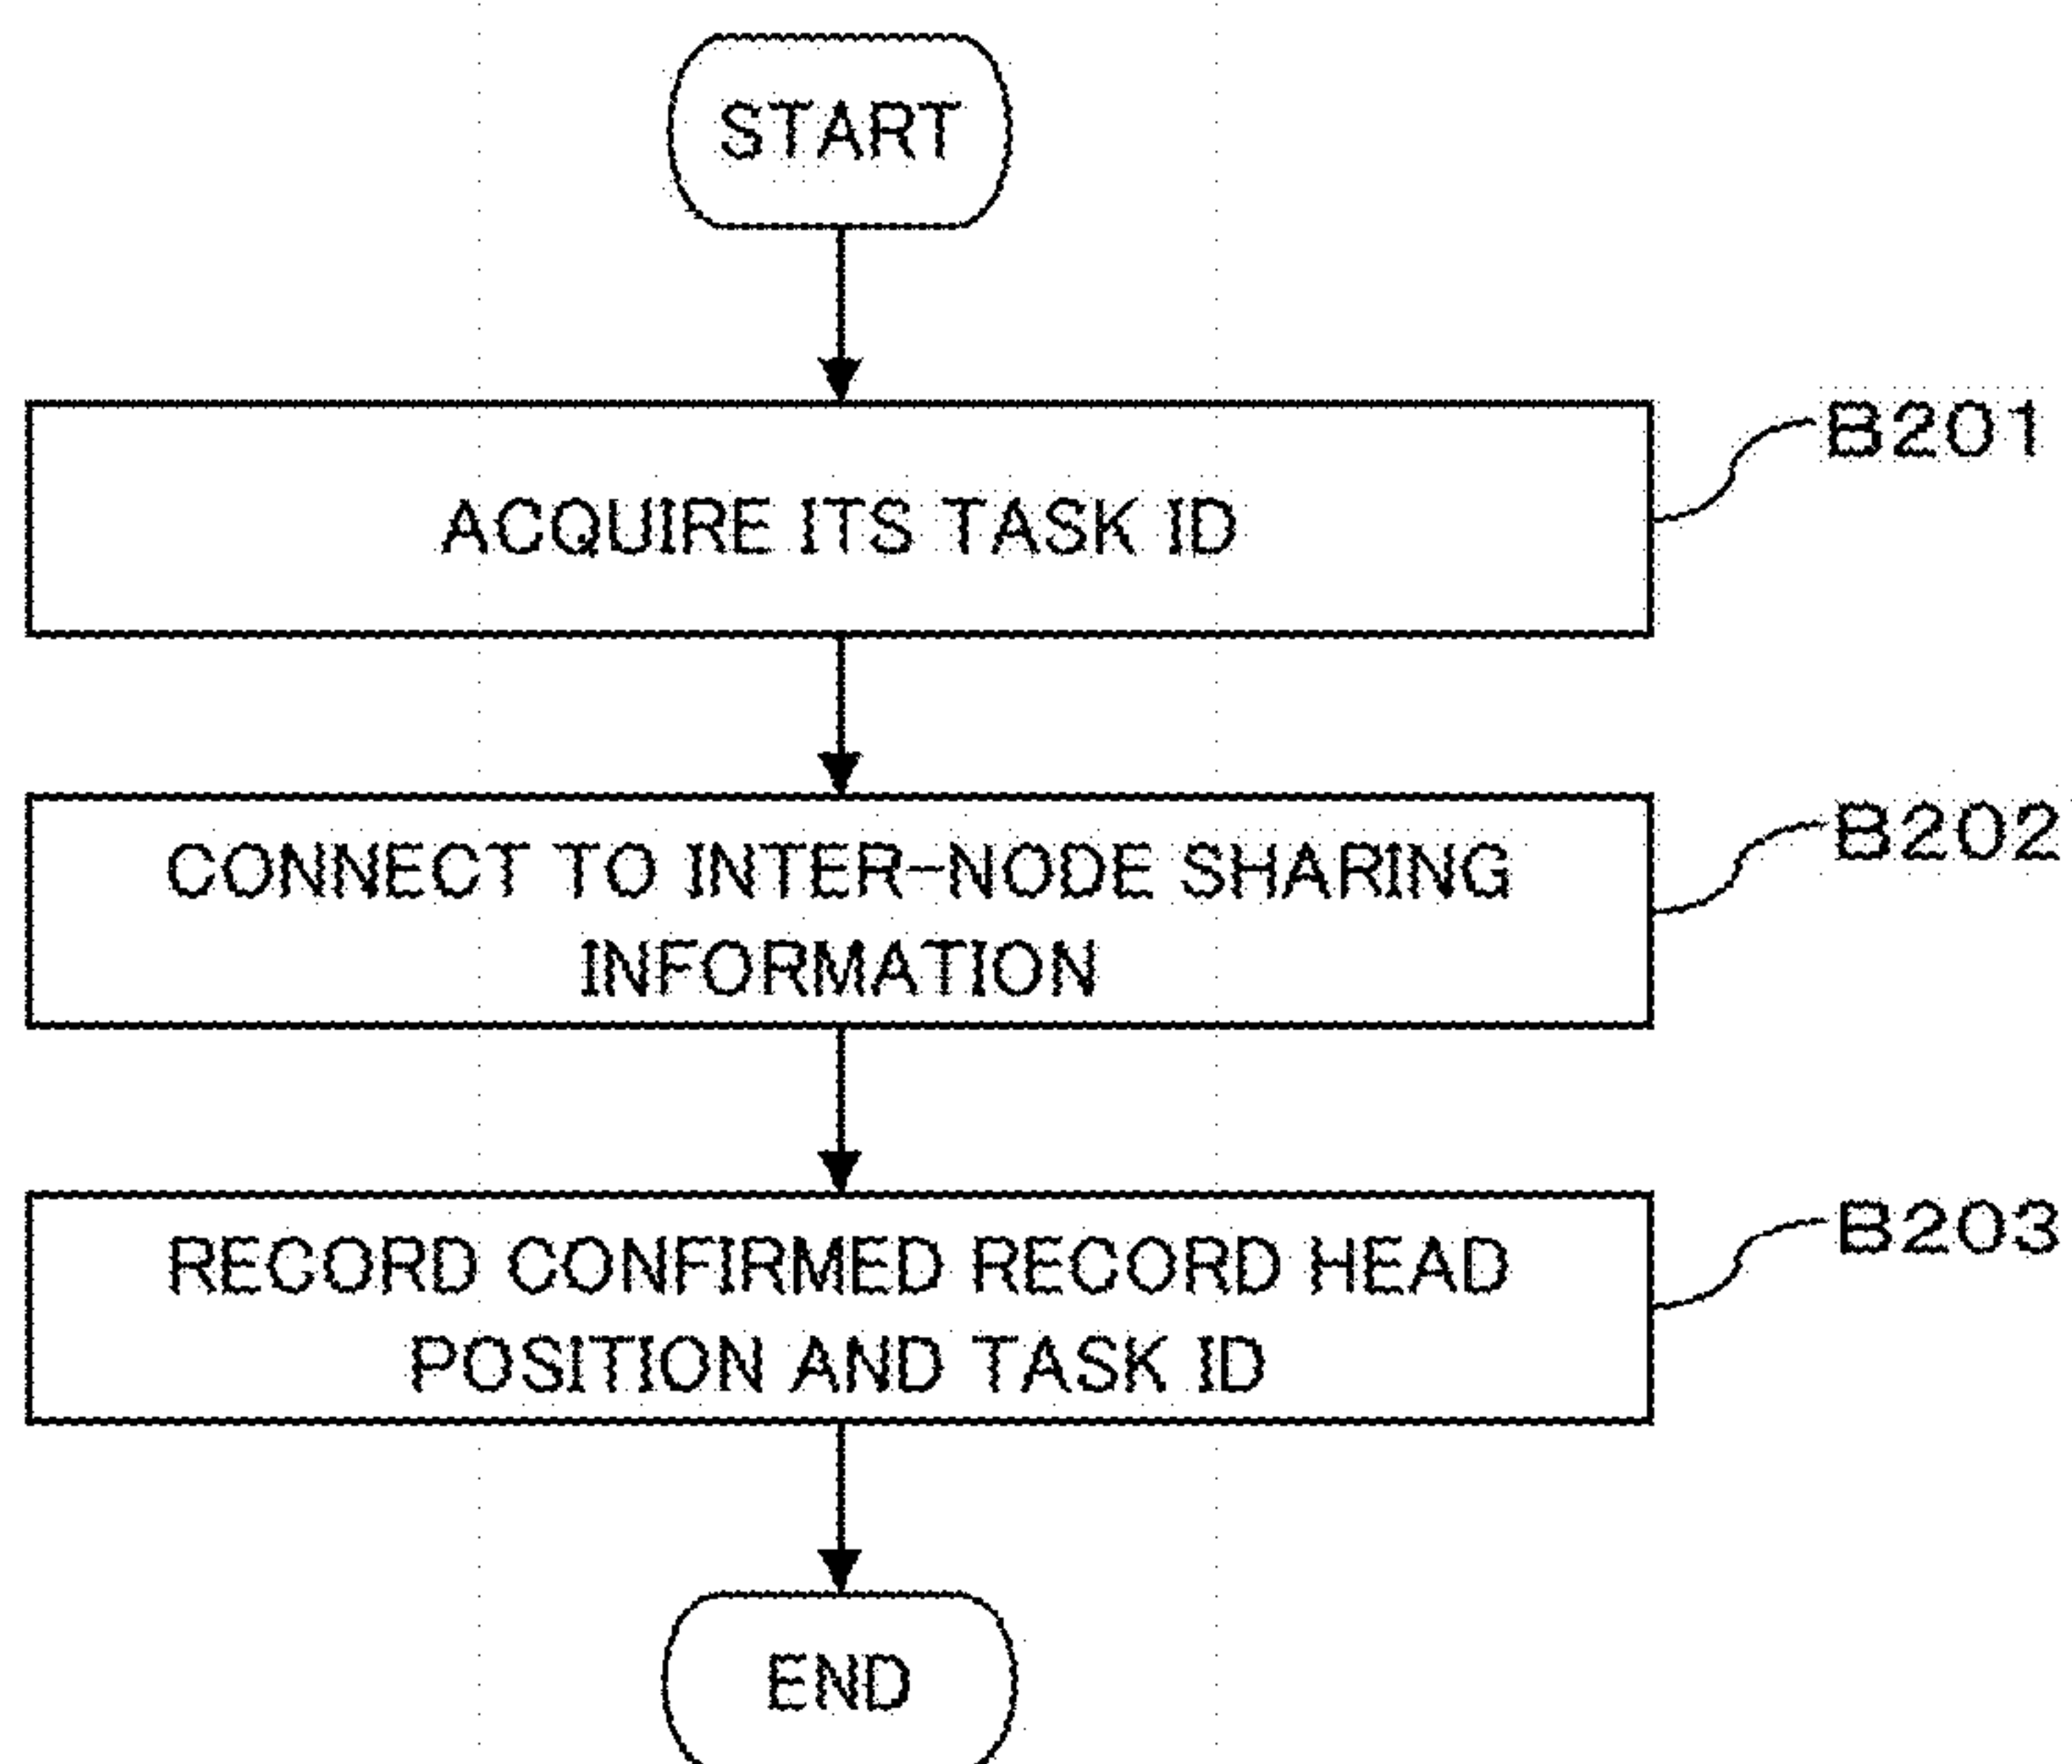 START
ACQUIRE ITS TASK ID
B201
CONNECT TO INTER-NODE SHARING
INFORMATION
B202
RECORD CONFIRMED RECORD HEAD
POSITION AND TASK ID
B203
END